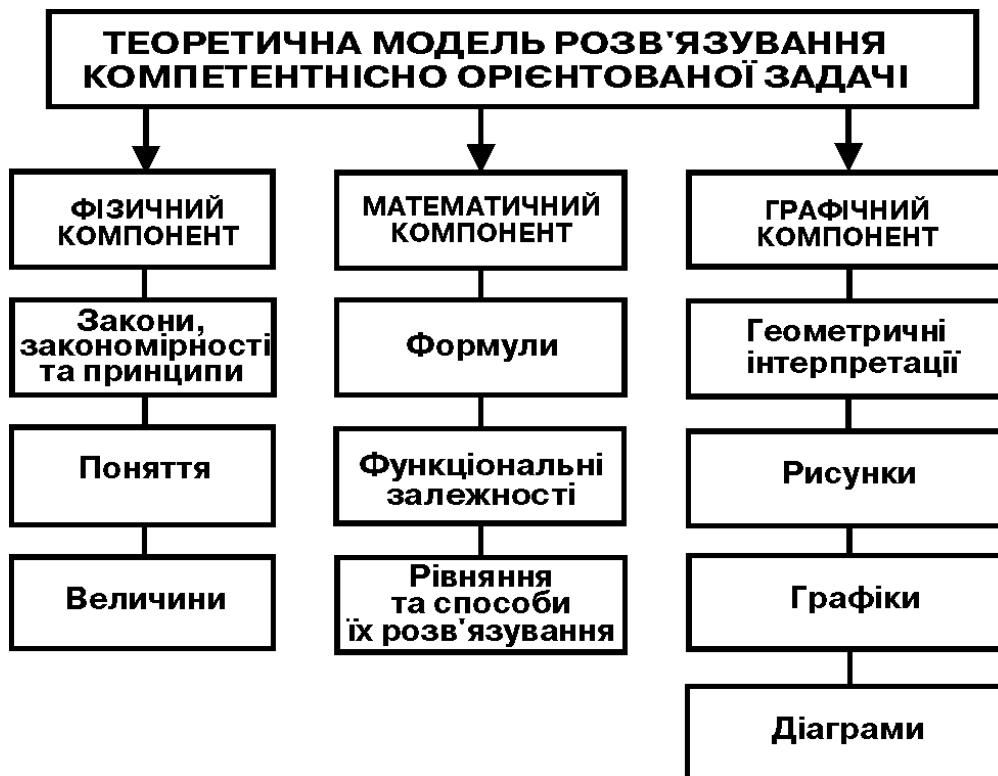 ТЕОРЕТИЧНА МОДЕЛЬ РОЗВ'ЯЗУВАННЯ
КОМПЕТЕНТНІСНО ОРІЄНТОВАНОЇ ЗАДАЧІ
ФІЗИЧНИЙ
КОМПОНЕНТ
Закони,
закономірності
та принципи
Поняття
Величини
МАТЕМАТИЧНИЙ
КОМПОНЕНТ
Формули
Функціональні
залежності
Рівняння
та способи
їх розв'язування
ГРАФІЧНИЙ
КОМПОНЕНТ
Геометричні
інтерпретації
Рисунки
Графіки
Діаграми